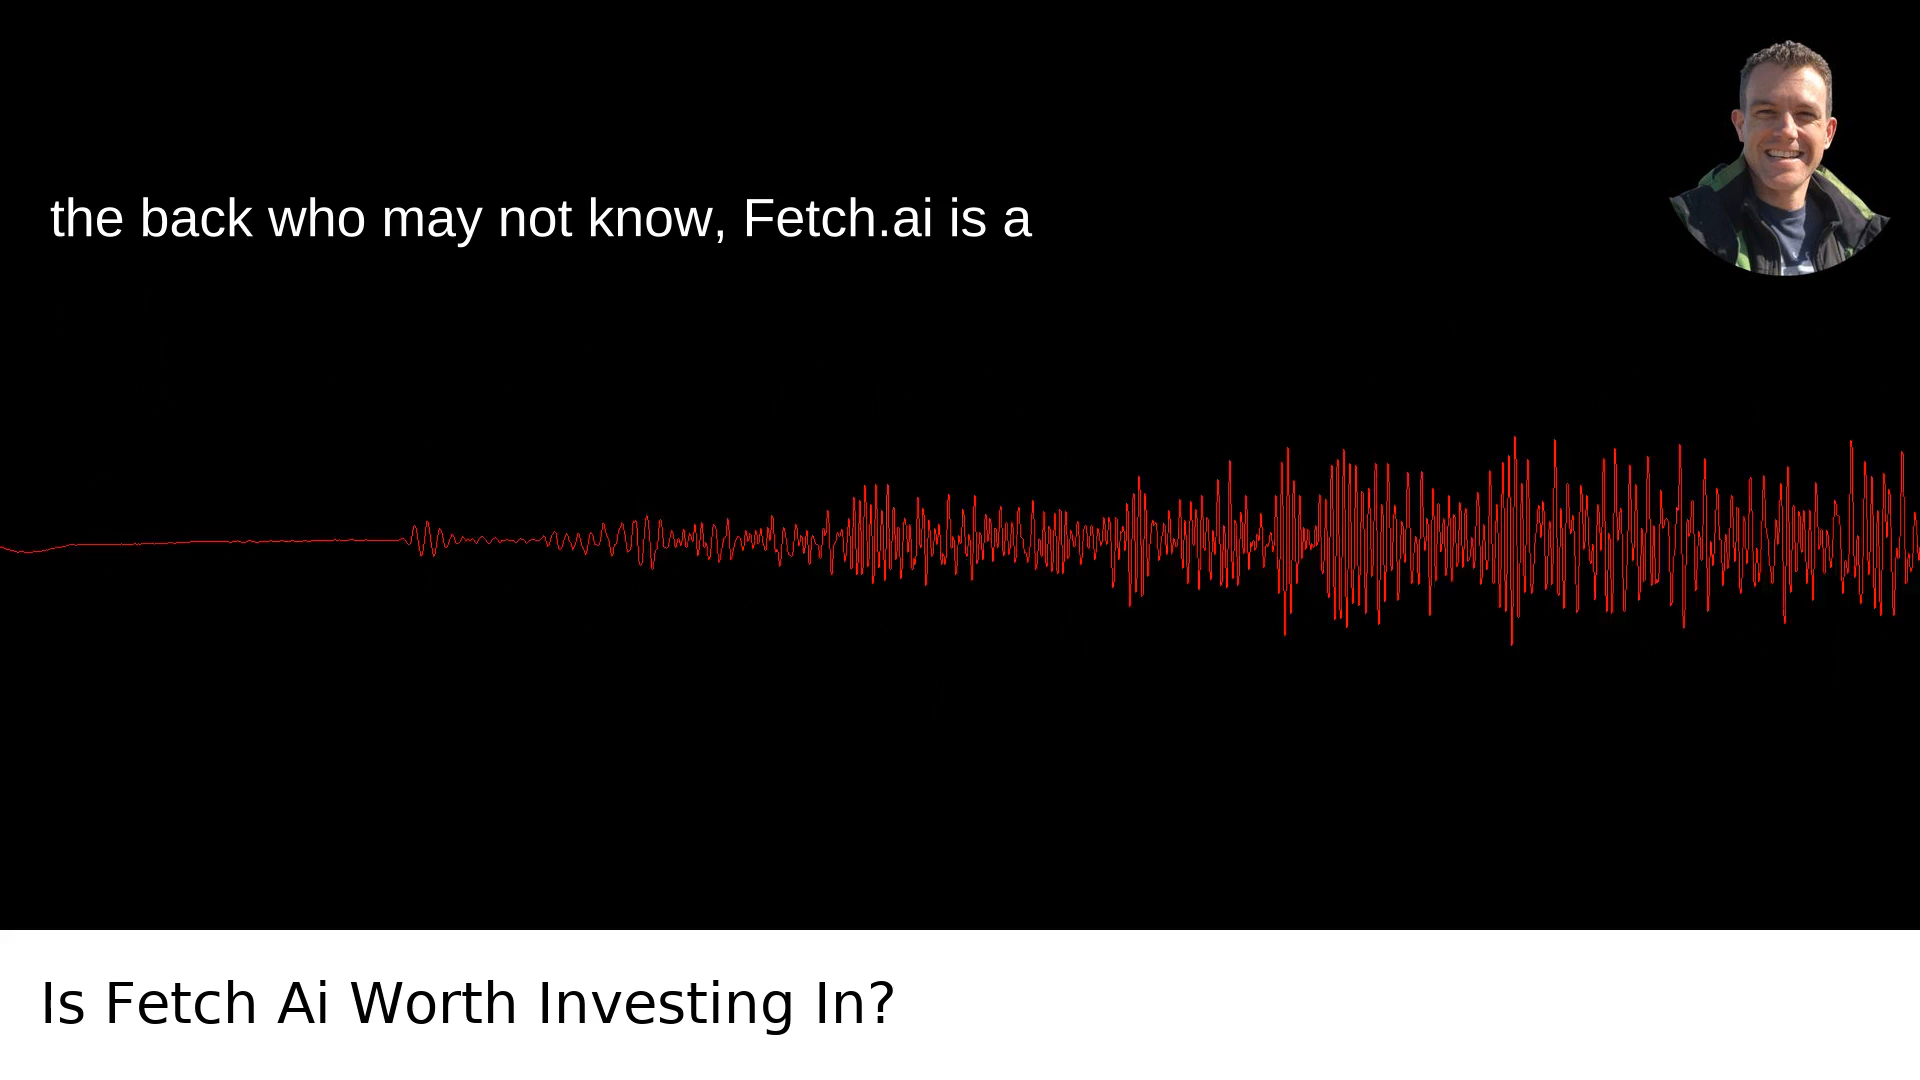 the back who may not know, Fetch.ai is a
Is Fetch Ai Worth Investing In?